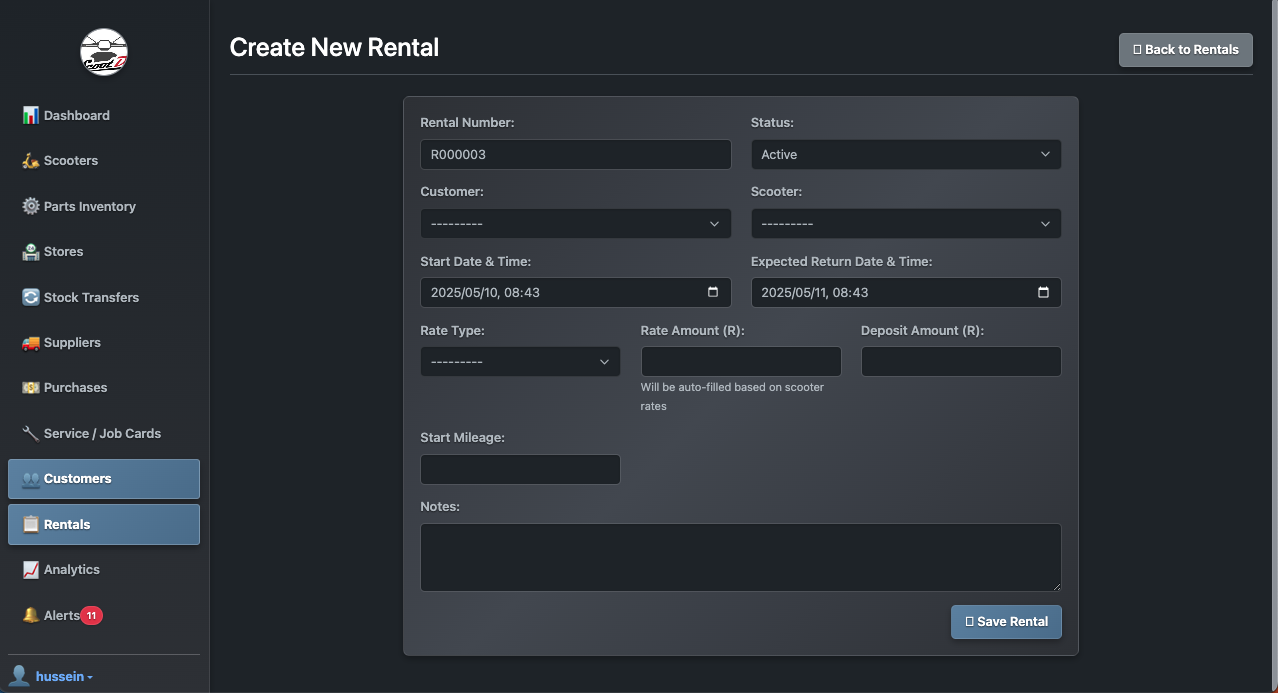 Scoot D
Dashboard
Scooters
Parts Inventory
Stores
Stock Transfers
Suppliers
Purchases
Service / Job Cards
Customers
Rentals
Analytics
Alerts 11
hussein
Create New Rental
Back to Rentals
Rental Number: Status:
R000003 Active
Customer: Scooter:
--------- ---------
Start Date & Time: Expected Return Date & Time:
2025/05/10, 08:43 2025/05/11, 08:43
Rate Type: Rate Amount (R): Deposit Amount (R):
---------
Will be auto-filled based on scooter
rates
Start Mileage:
Notes:
Save Rental